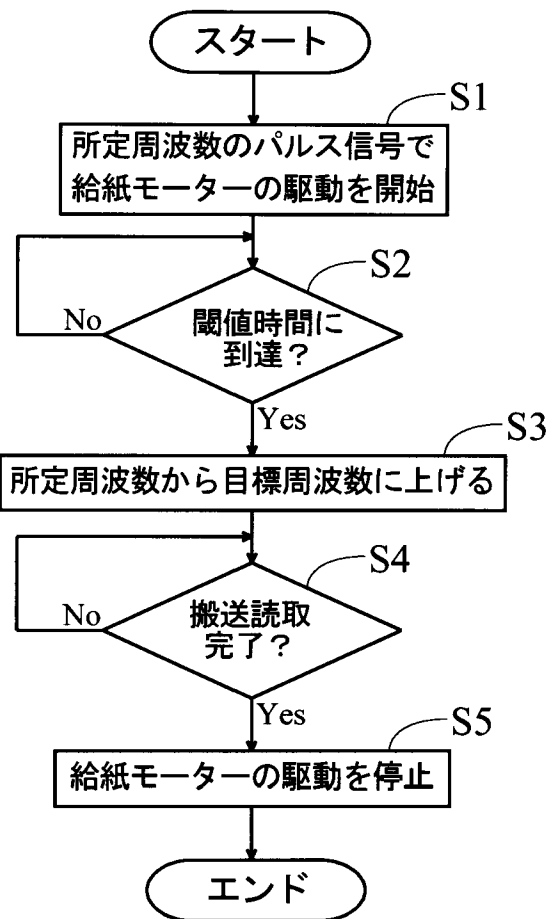 スタート
S1
所定周波数のパルス信号で
給紙モーターの駆動を開始
S2
閾値時間に
到達?
No
Yes
S3
所定周波数から目標周波数に上げる
S4
搬送読取
完了?
No
Yes
S5
給紙モーターの駆動を停止
エンド